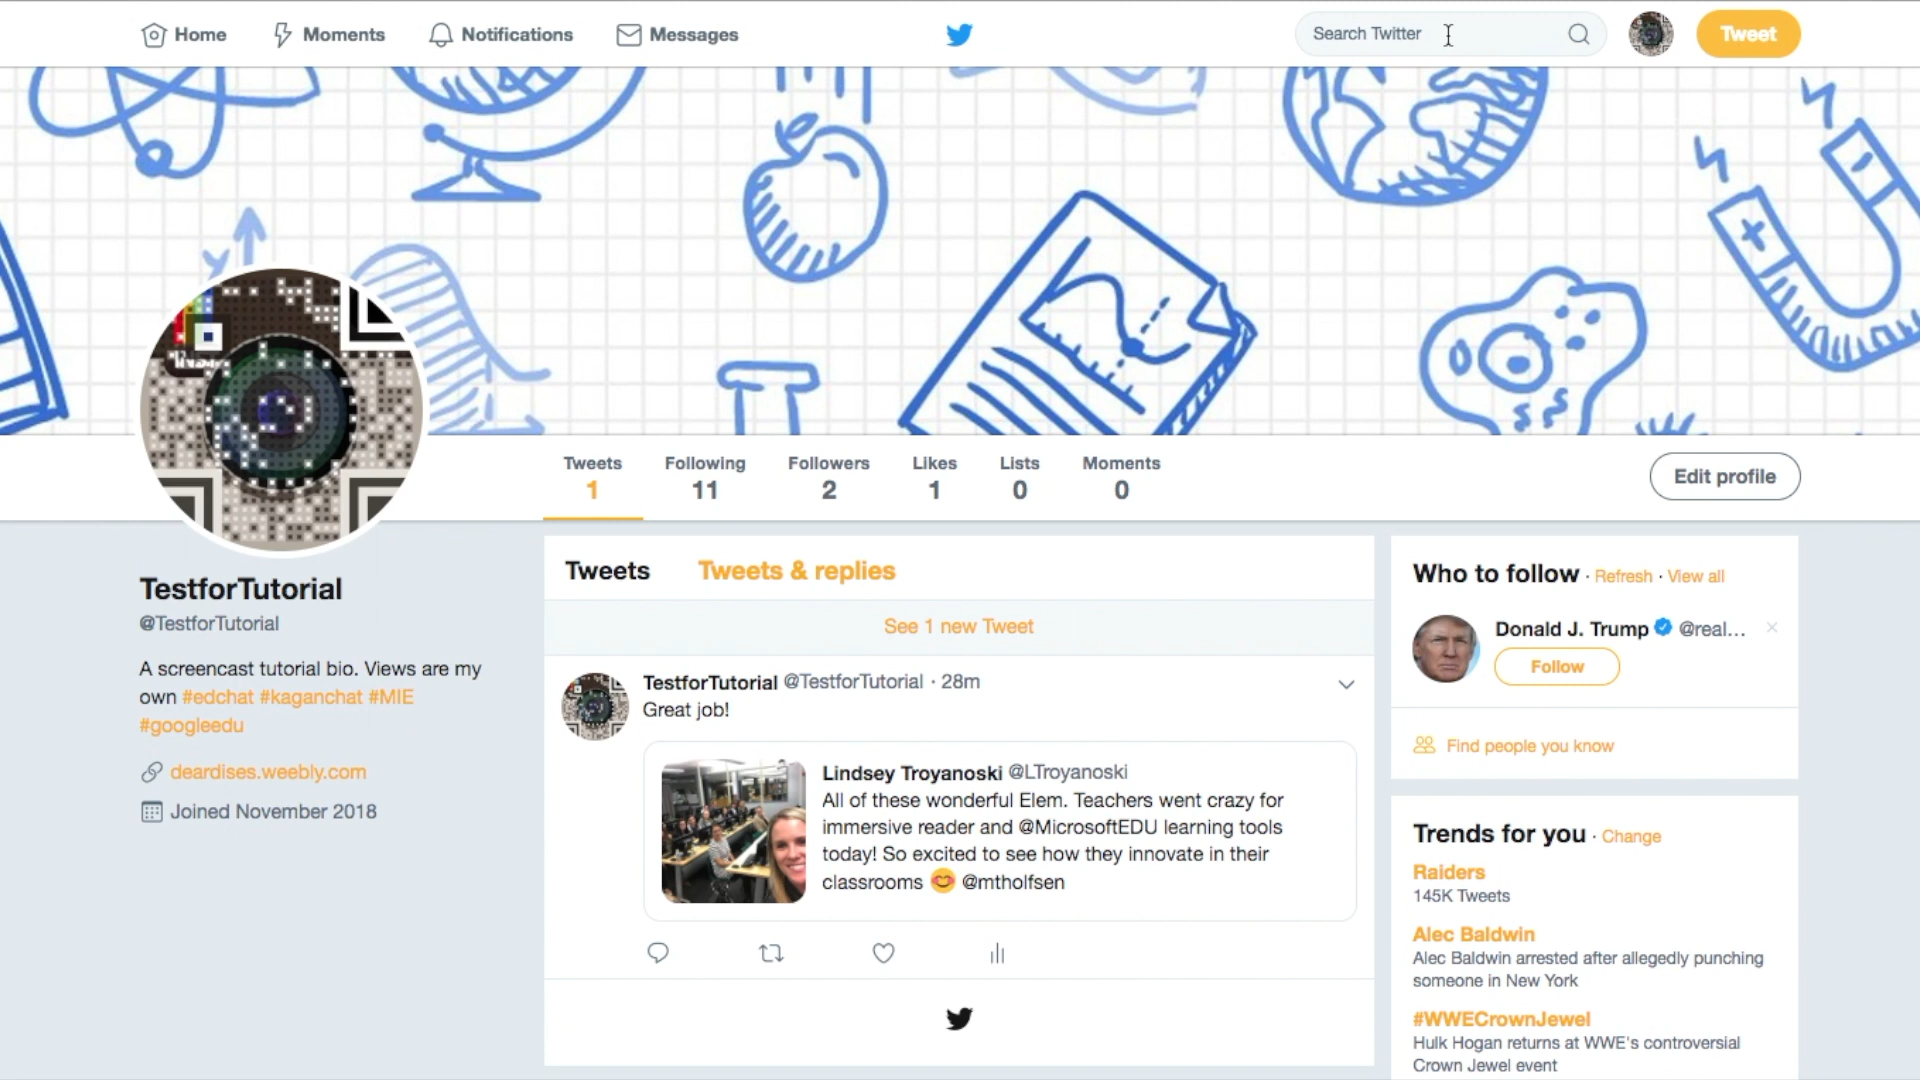 Home
Moments
Notifications
Messages
Search Twitter
Tweet
Tweets
1
Following
11
Followers
2
Likes
1
Lists
0
Moments
0
Edit profile
TestforTutorial
@TestforTutorial
A screencast tutorial bio. Views are my
own #edchat #kaganchat #MIE
#googleedu
deardises.weebly.com
Joined November 2018
Tweets
Tweets & replies
See 1 new Tweet
TestforTutorial @TestforTutorial · 28m
Great job!
Lindsey Troyanoski @LTroyanoski
All of these wonderful Elem. Teachers went crazy for
immersive reader and @MicrosoftEDU learning tools
today! So excited to see how they innovate in their
classrooms 😊 @mtholfsen
Who to follow · Refresh · View all
Donald J. Trump @real...
Follow
Find people you know
Trends for you · Change
Raiders
145K Tweets
Alec Baldwin
Alec Baldwin arrested after allegedly punching
someone in New York
#WWECrownJewel
Hulk Hogan returns at WWE's controversial
Crown Jewel event